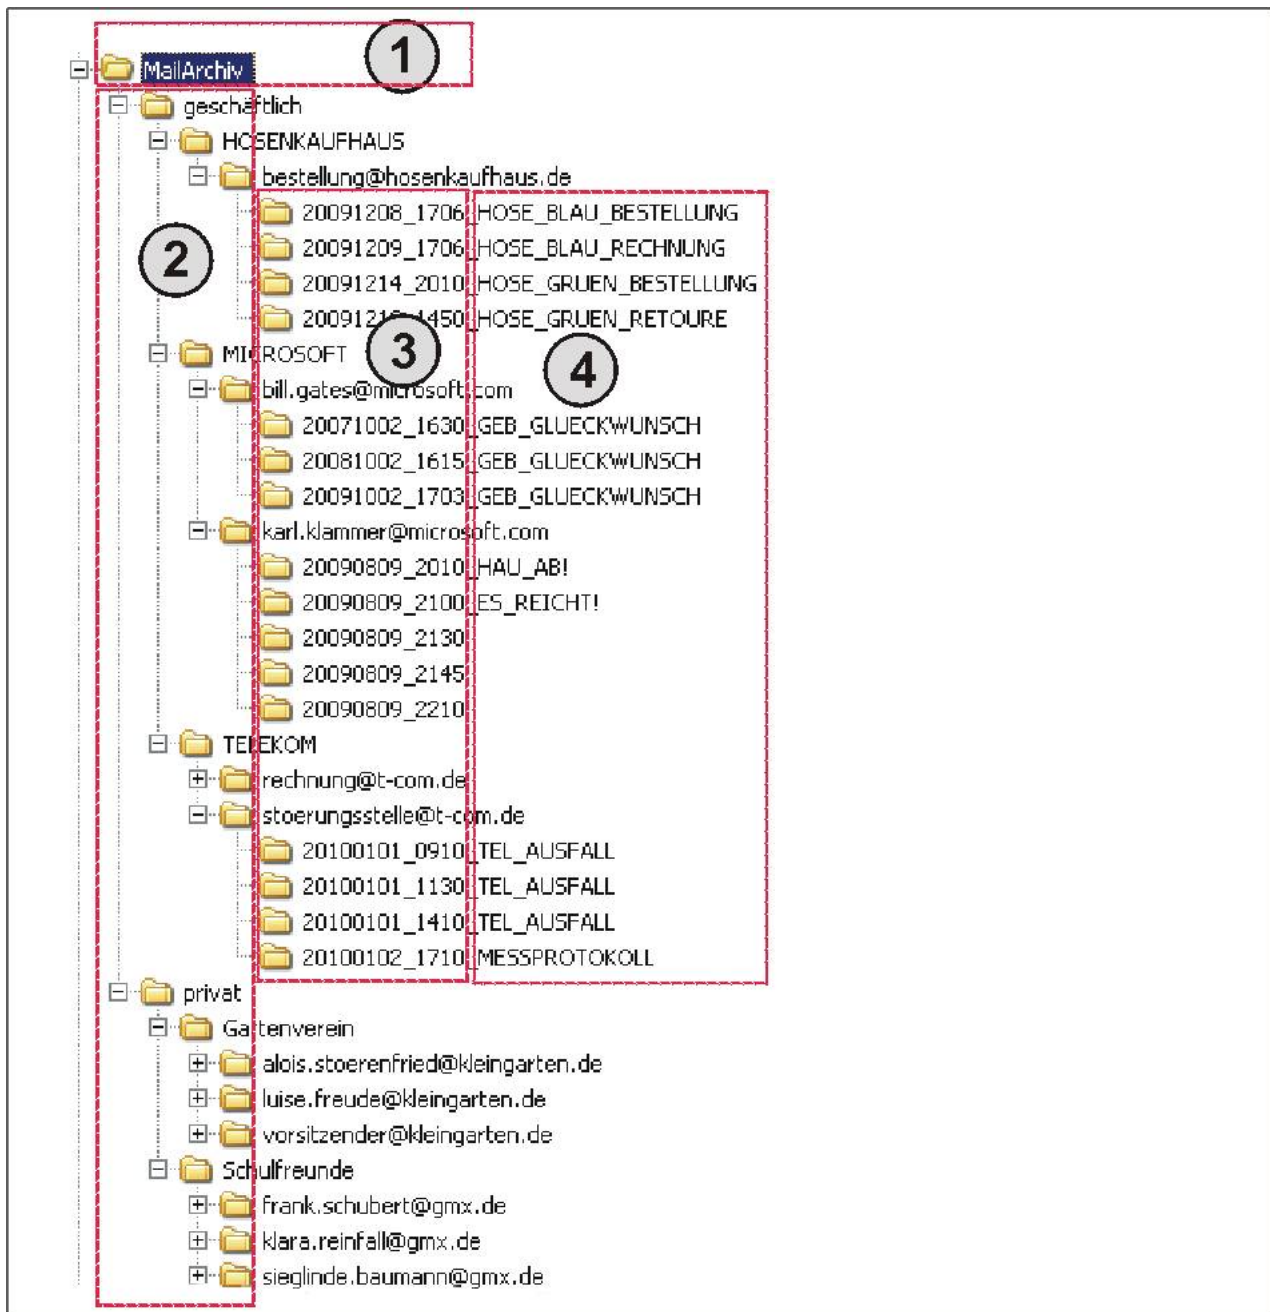 1
MailArchiv
geschäftlich
HOSENKAUFHAUS
bestellung@hosenkaufhaus.de
20091208_1706_HOSE_BLAU_BESTELLUNG
2
20091209_1706_HOSE_BLAU_RECHNUNG
20091214_2010_HOSE_GRUEN_BESTELLUNG
_HOSE_GRUEN_RETOURE
MICROSOFT
3
4
bill.gates@microsoft.com
20071002_1630_GEB_GLUECKWUNSCH
20081002_1615_GEB_GLUECKWUNSCH
20091002_1703_GEB_GLUECKWUNSCH
karl.klammer@microsoft.com
20090809_2010_HAU_AB!
20090809_2100_ES_REICHT!
20090809_2130
20090809_2145
20090809_2210
TELEKOM
rechnung@t-com.de
stoerungsstelle@t-com.de
20100101_0910_TEL_AUSFALL
20100101_1130_TEL_AUSFALL
20100101_1410_TEL_AUSFALL
20100102_1710_MESSPROTOKOLL
privat
Gartenverein
alois.stoerenfried@kleingarten.de
luise.freude@kleingarten.de
vorsitzender@kleingarten.de
Schulfreunde
frank.schubert@gmx.de
klara.reinfall@gmx.de
sieglinde.baumann@gmx.de